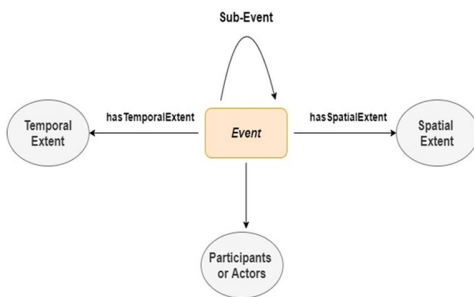 Sub-Event
hasTemporalExtent
hasSpatialExtent
Temporal
Extent
Event
Spatial
Extent
Participants
or Actors